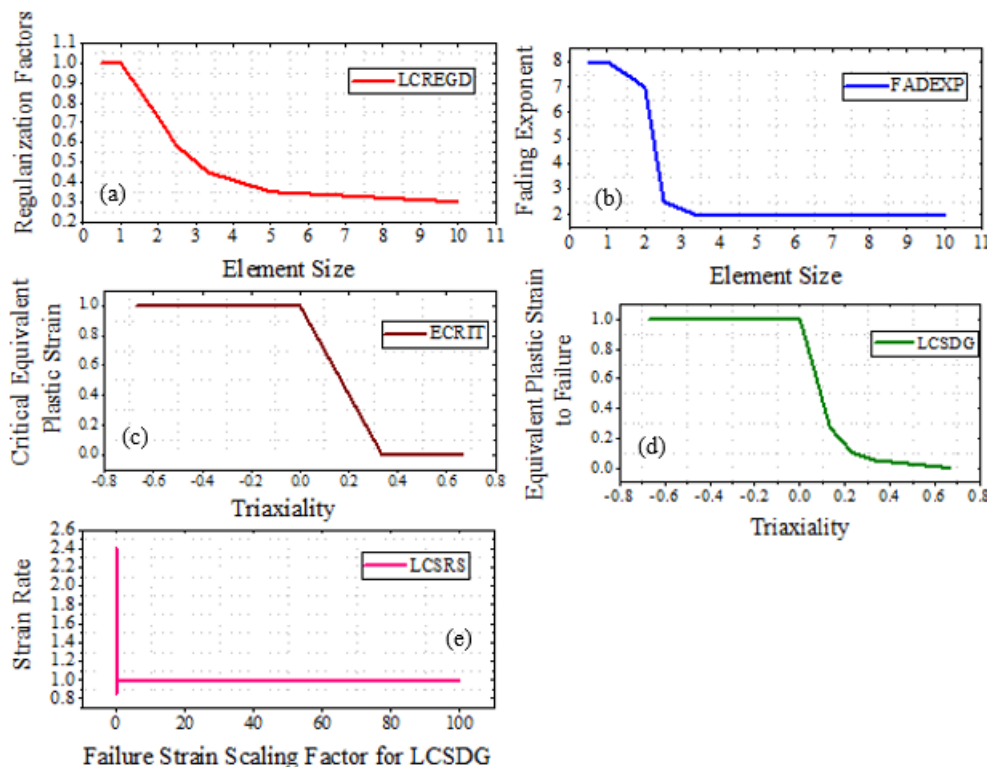 Regularization Factors
1.1
1.0
0.9
0.8
0.6
0.5
0.4
0.3
0.2
LCREGD
(a)
0 1 2 3 4 5 6 7 8 9 10 11
Element Size
Fading Exponent
8
7
6
5
3
2
FADEXP
(b)
0 1 2 3 4 5 6 7 8 9 10 11
Element Size
Critical Equivalent
Plastic Strain
1.0
0.8
0.6
0.4
0.2
0.0
ECRIT
(c)
-0.8 -0.6 -0.4 -0.2 0.0 0.2 0.4 0.6 0.8
Triaxiality
Equivalent Plastic Strain
to Failure
1.0
0.8
0.6
0.4
0.2
0.0
LCSDG
(d)
-0.8 -0.6 -0.4 -0.2 0.0 0.2 0.4 0.6 0.8
Triaxiality
Strain Rate
2.6
2.4
2.2
2.0
1.8
1.6
1.4
1.2
1.0
0.8
LCSRS
(e)
0 20 40 60 80 100
Failure Strain Scaling Factor for LCSDG